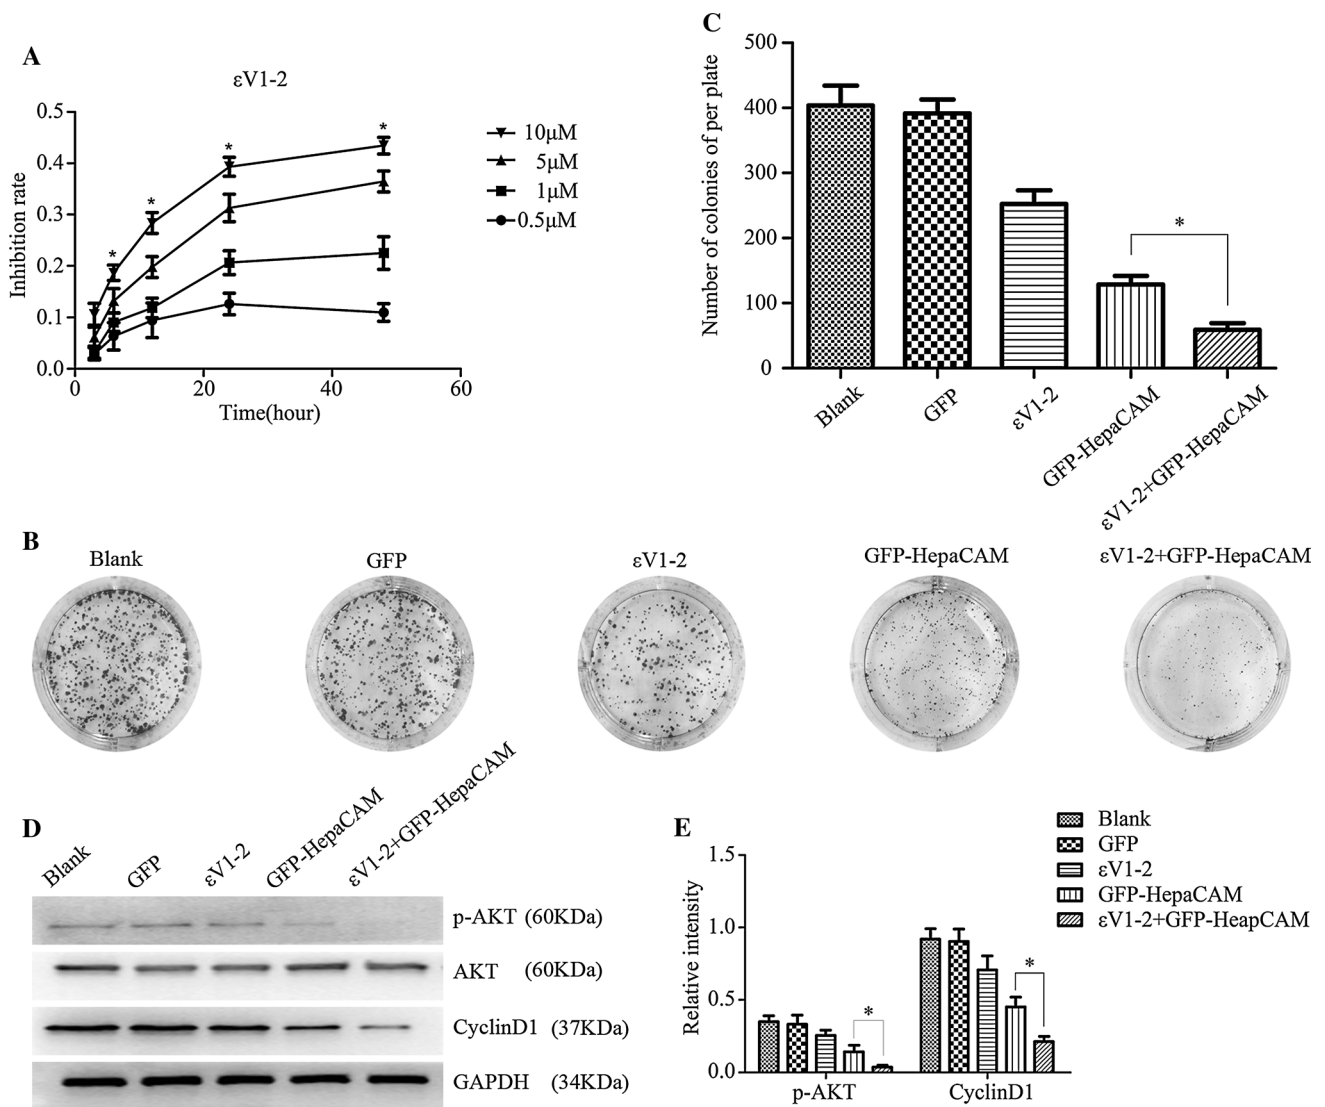 A
εV1-2
Inhibition rate
0.5
0.4
0.3
0.2
0.1
0.0
* * * *
0 20 40 60
Time(hour)
10μM
5μM
1μM
0.5μM
C
Number of colonies of per plate
500
400
300
200
100
0
*
Blank
GFP
εV1-2
GFP-HepaCAM
εV1-2+GFP-HepaCAM
B
Blank GFP εV1-2 GFP-HepaCAM εV1-2+GFP-HepaCAM
D
Blank GFP εV1-2 GFP-HepaCAM εV1-2+GFP-HepaCAM
p-AKT (60KDa)
AKT (60KDa)
CyclinD1 (37KDa)
GAPDH (34KDa)
E
Blank
GFP
εV1-2
GFP-HepaCAM
εV1-2+GFP-HeapCAM
Relative intensity
1.5
1.0
0.5
0.0
* *
p-AKT CyclinD1